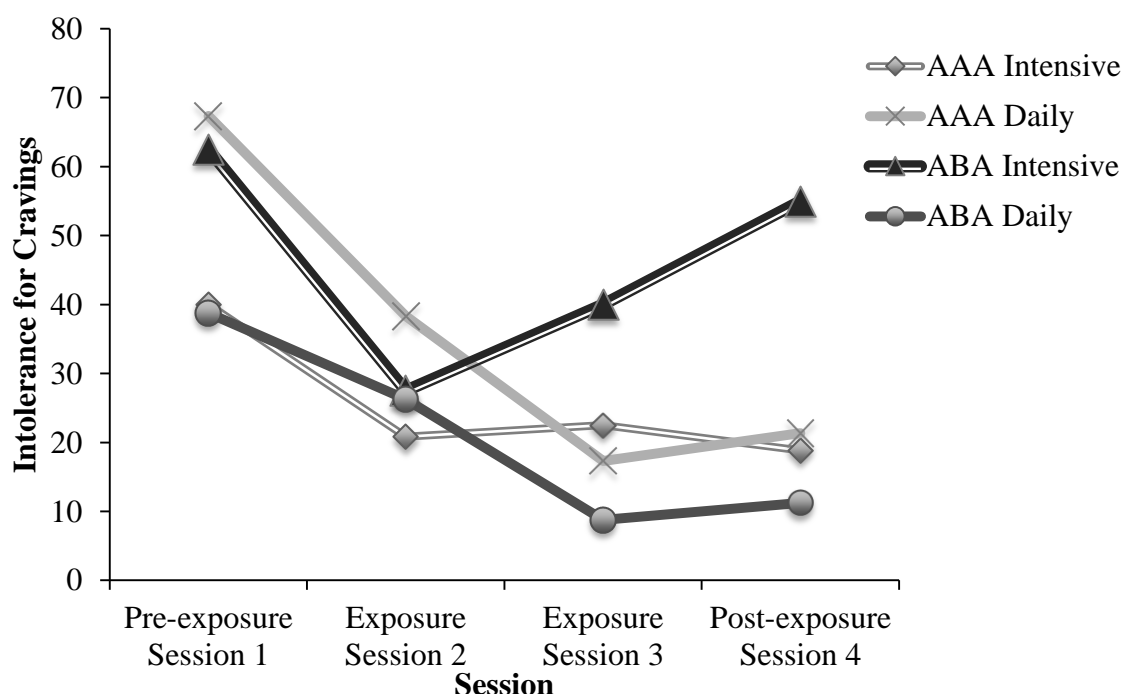 80
70
60
50
40
30
20
10
0
Intolerance for Cravings
Pre-exposure
Session 1
Exposure
Session 2
Exposure
Session 3
Post-exposure
Session 4
Session
AAA Intensive
AAA Daily
ABA Intensive
ABA Daily